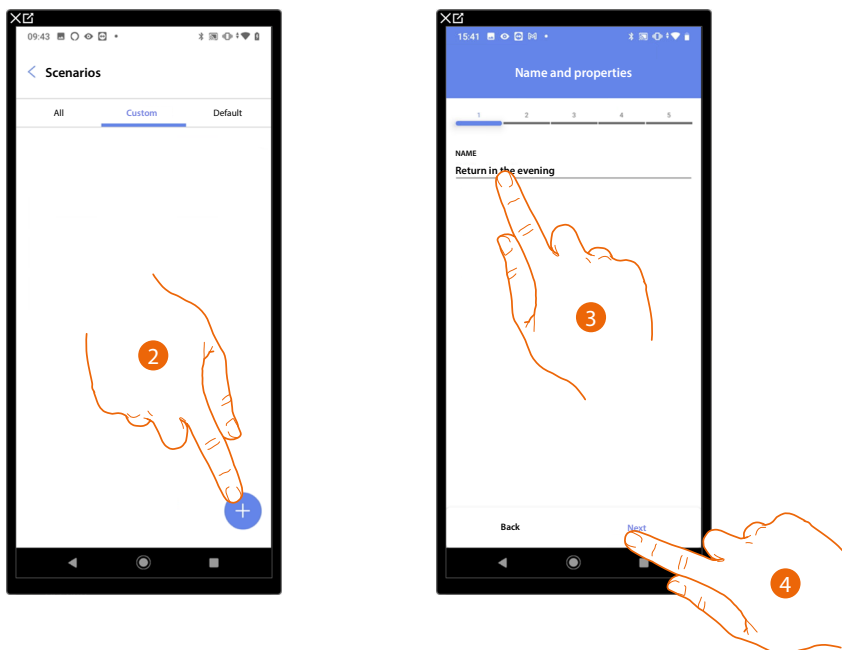 09:43
Scenarios
All Custom Default
2
15:41
Name and properties
1 2 3 4 5
NAME
Return in the evening
3
Back Next
4